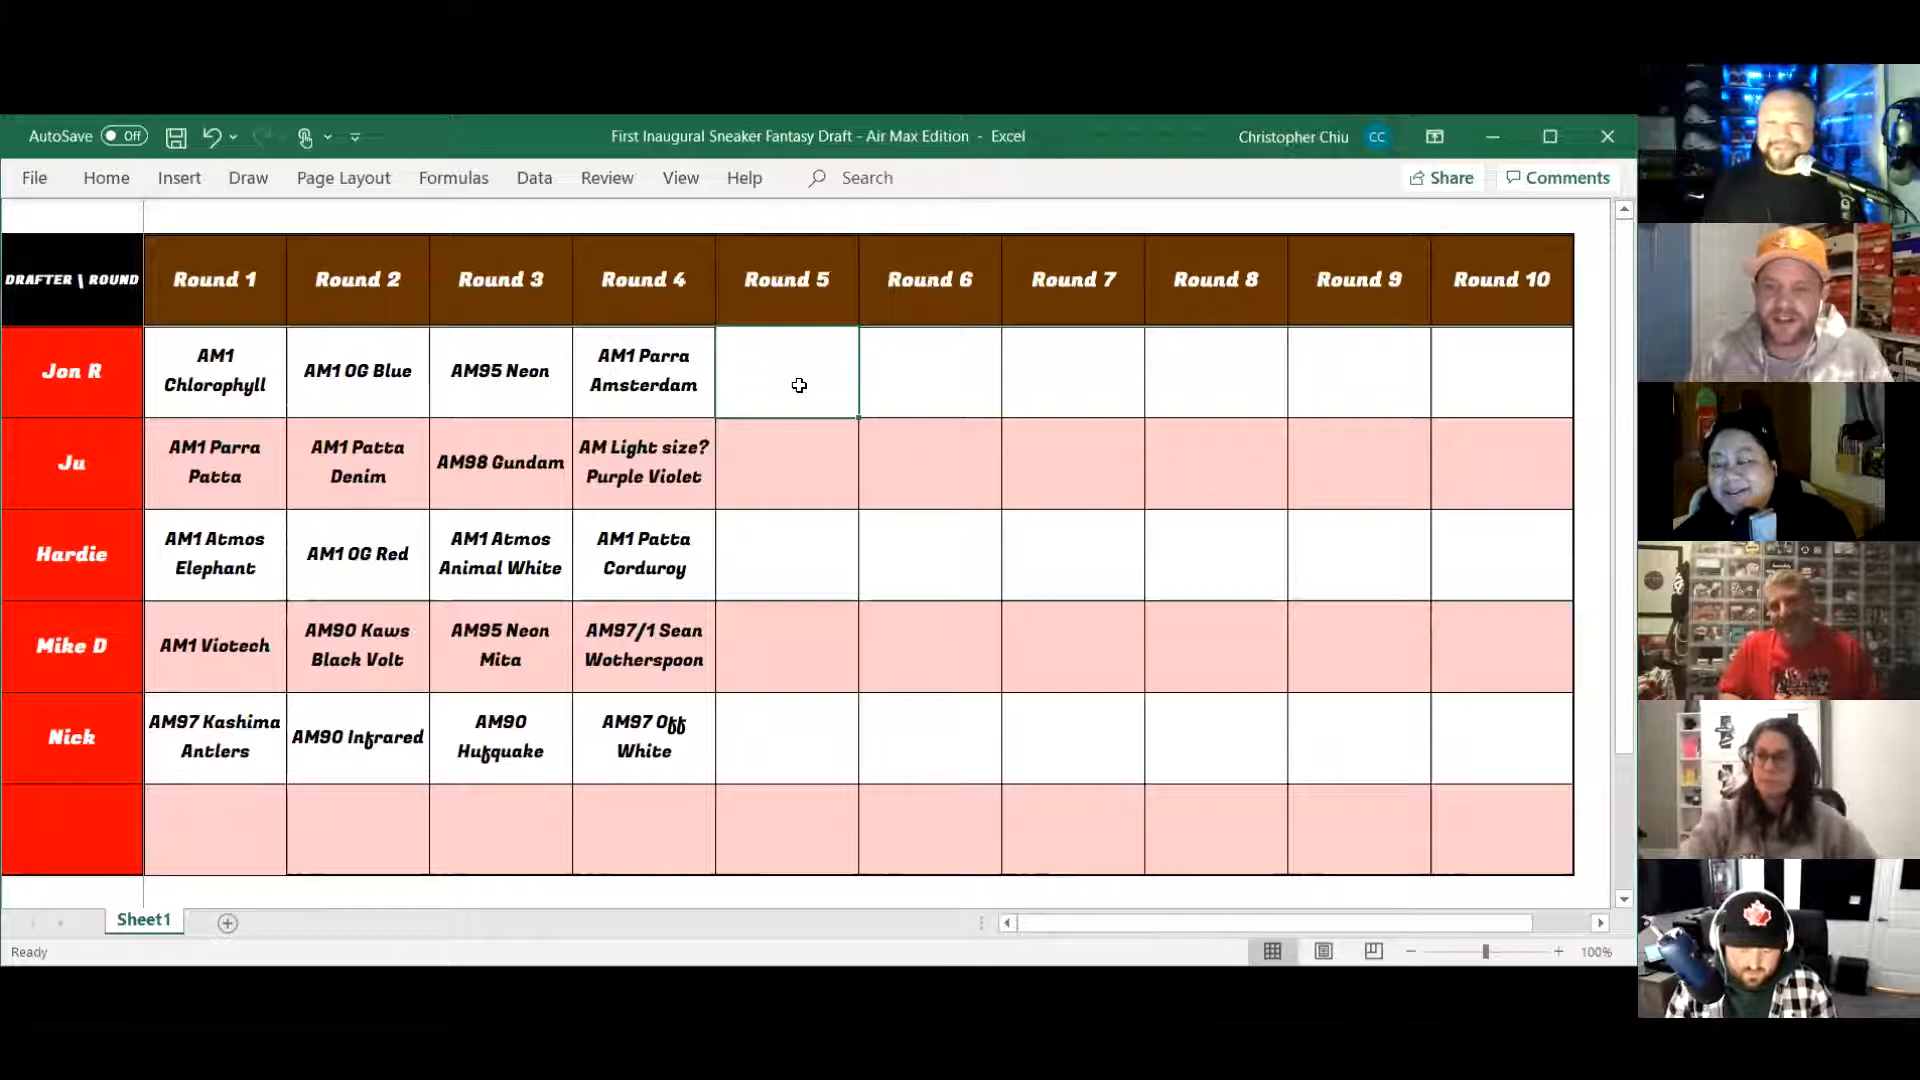 AutoSave Off
First Inaugural Sneaker Fantasy Draft - Air Max Edition - Excel
Christopher Chiu CC
File Home Insert Draw Page Layout Formulas Data Review View Help Search
Share Comments
DRAFTER \ ROUND Round 1 Round 2 Round 3 Round 4 Round 5 Round 6 Round 7 Round 8 Round 9 Round 10
Jon R
AM1
Chlorophyll
AM1 OG Blue
AM95 Neon
AM1 Parra
Amsterdam
Ju
AM1 Parra
Patta
AM1 Patta
Denim
AM98 Gundam
AM Light size?
Purple Violet
Hardie
AM1 Atmos
Elephant
AM1 OG Red
AM1 Atmos
Animal White
AM1 Patta
Corduroy
Mike D
AM1 Viotech
AM90 Kaws
Black Volt
AM95 Neon
Mita
AM97/1 Sean
Wotherspoon
Nick
AM97 Kashima
Antlers
AM90 Infrared
AM90
Hufquake
AM97 Off
White
Sheet1
Ready
100%